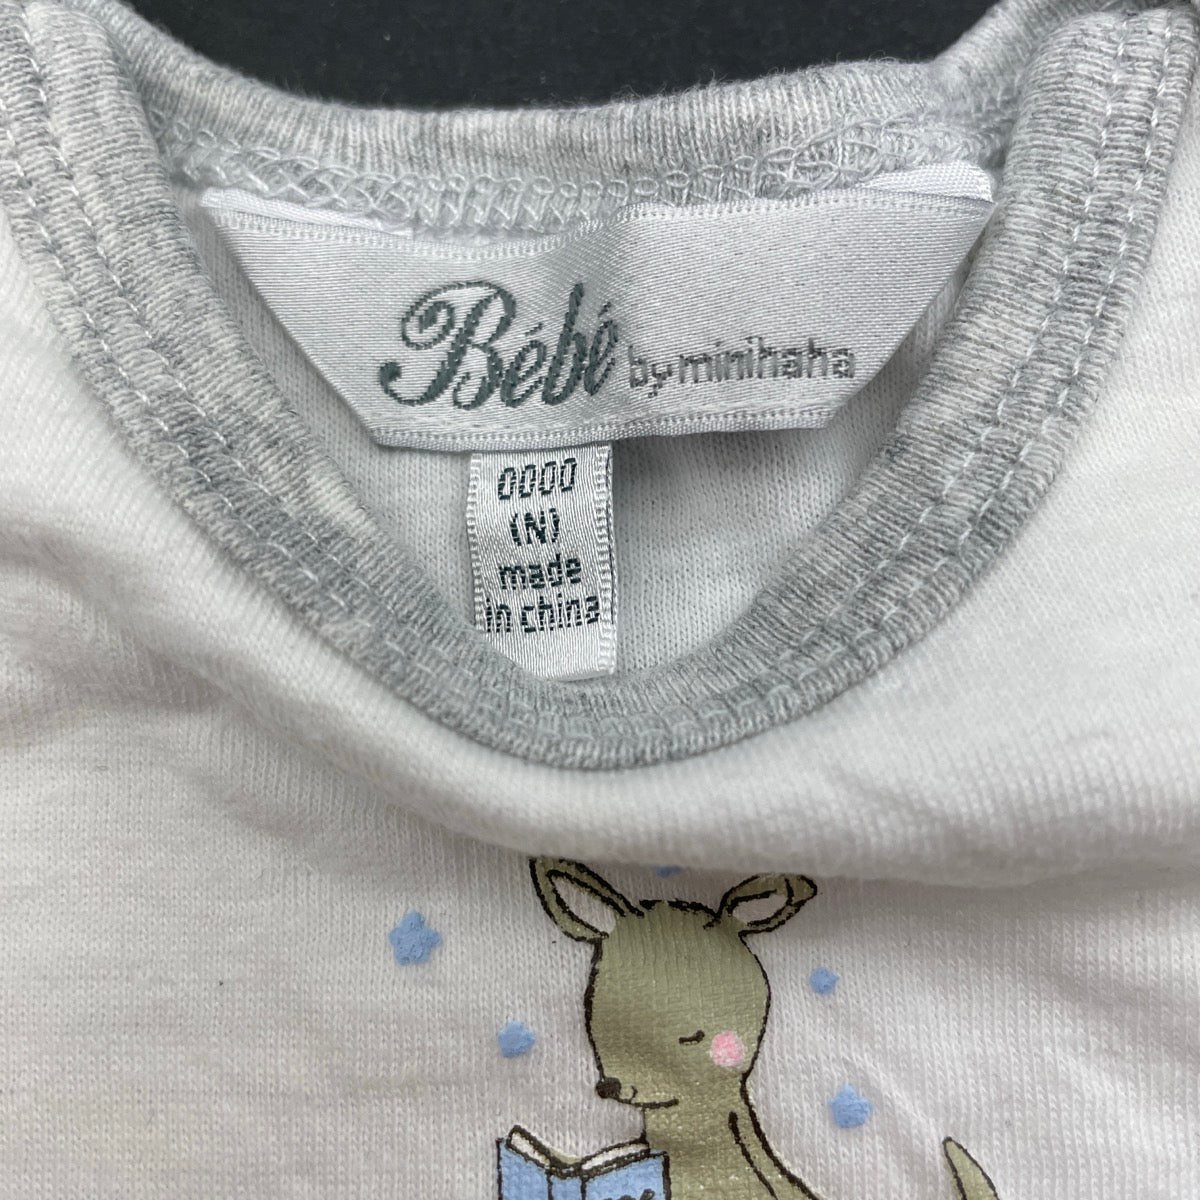 Bébé by minihaha
0000
(N)
made
in china